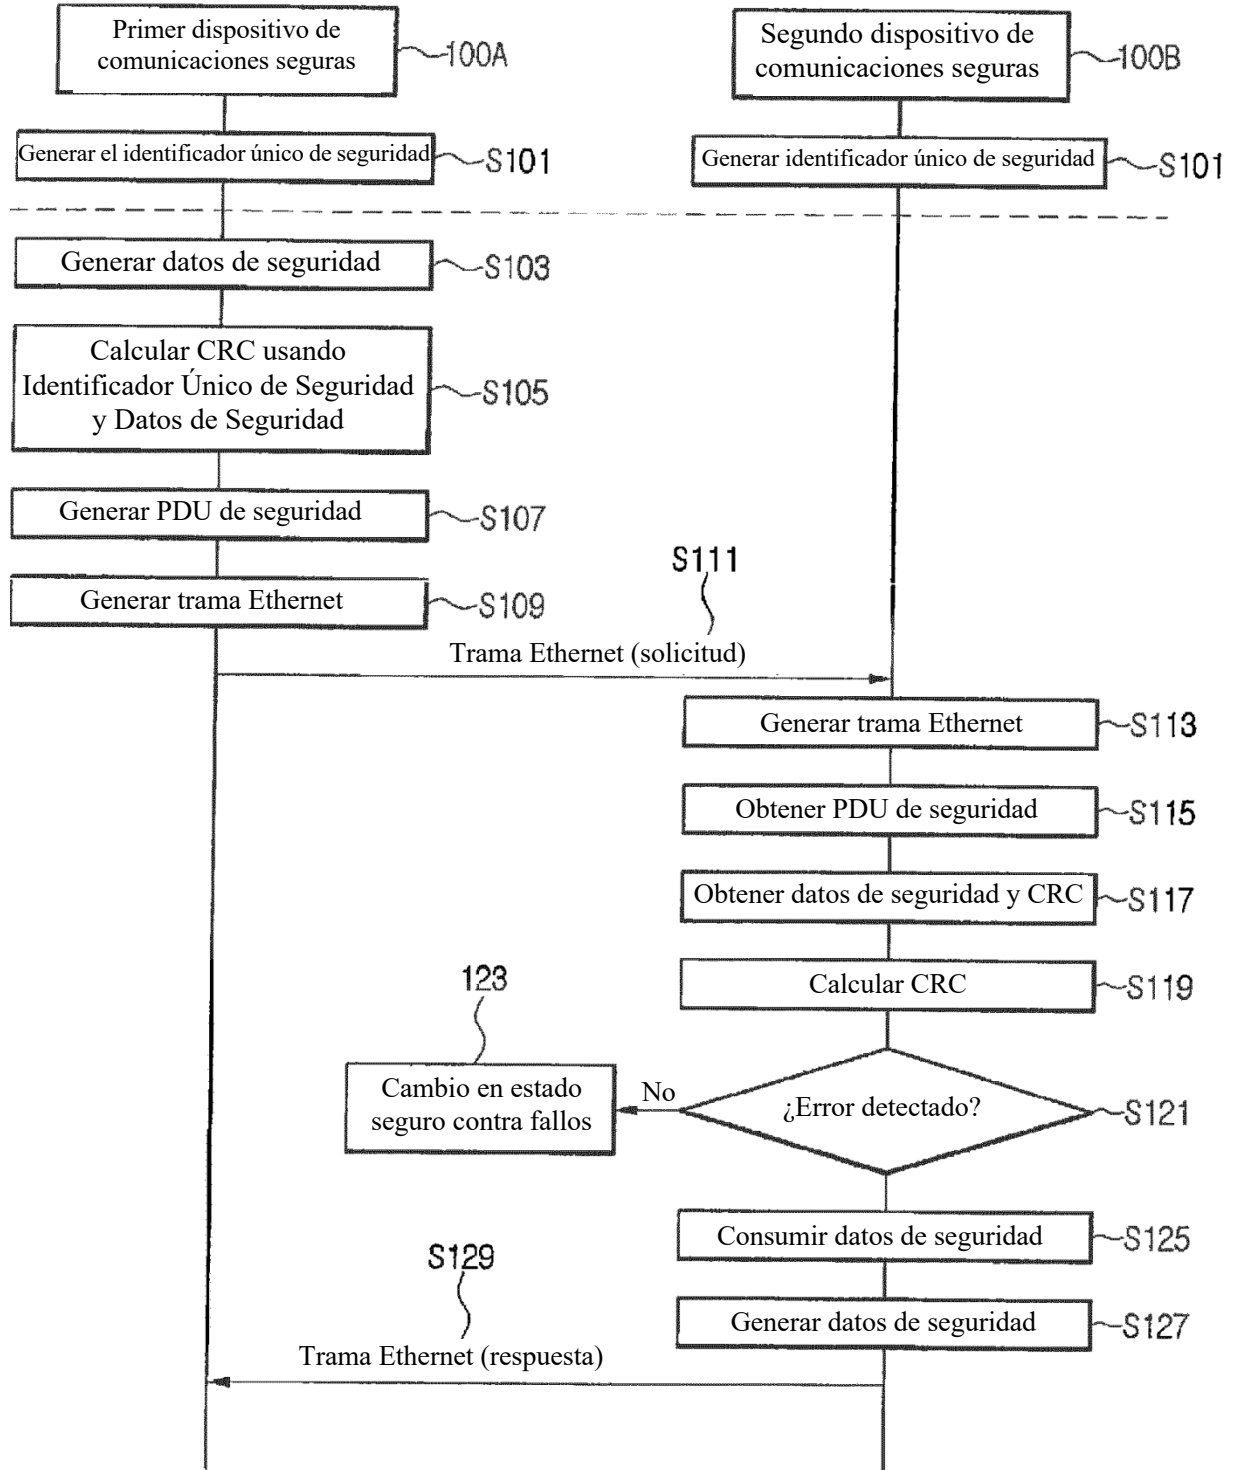 Primer dispositivo de
comunicaciones seguras
100A
Segundo dispositivo de
comunicaciones seguras
100B
Generar el identificador único de seguridad
S101
Generar identificador único de seguridad
S101
Generar datos de seguridad
S103
Calcular CRC usando
Identificador Único de Seguridad
y Datos de Seguridad
S105
Generar PDU de seguridad
S107
Generar trama Ethernet
S109
S111
Trama Ethernet (solicitud)
Generar trama Ethernet
S113
Obtener PDU de seguridad
S115
Obtener datos de seguridad y CRC
S117
Calcular CRC
S119
123
Cambio en estado
seguro contra fallos
No
¿Error detectado?
S121
Consumir datos de seguridad
S125
Generar datos de seguridad
S127
S129
Trama Ethernet (respuesta)